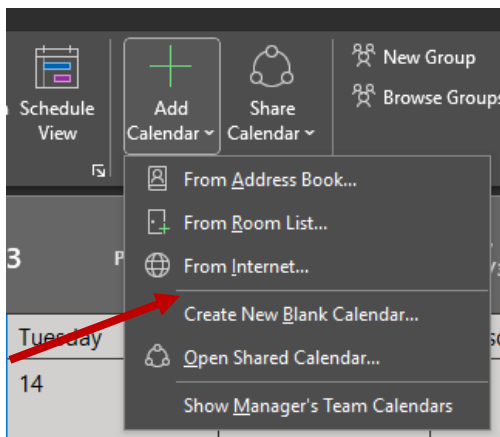 Schedule
View
Add
Calendar
Share
Calendar
New Group
Browse Groups
From Address Book...
From Room List...
From Internet...
Create New Blank Calendar...
Open Shared Calendar...
Show Manager's Team Calendars
3
Tuesday
14